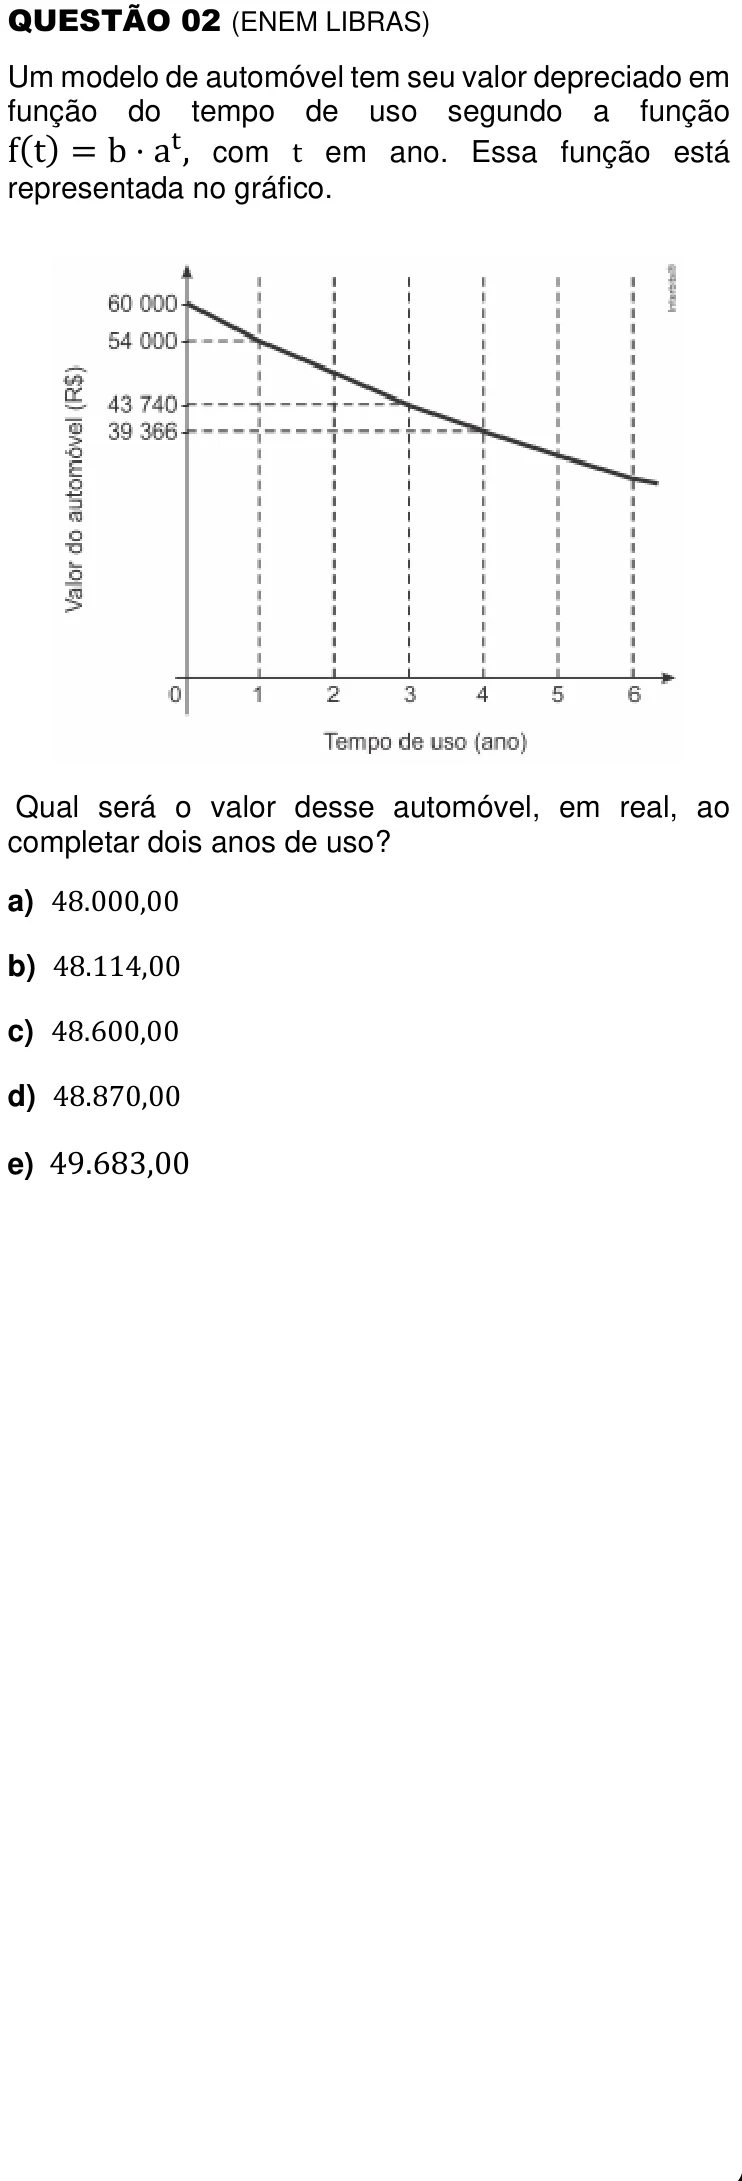 QUESTÃO 02 (ENEM LIBRAS)
Um modelo de automóvel tem seu valor depreciado em
função do tempo de uso segundo a função
f(t) = b · aᵗ, com t em ano. Essa função está
representada no gráfico.
60 000
54 000
43 740
39 366
Valor do automóvel (R$)
0 1 2 3 4 5 6
Tempo de uso (ano)
Qual será o valor desse automóvel, em real, ao
completar dois anos de uso?
a) 48.000,00
b) 48.114,00
c) 48.600,00
d) 48.870,00
e) 49.683,00